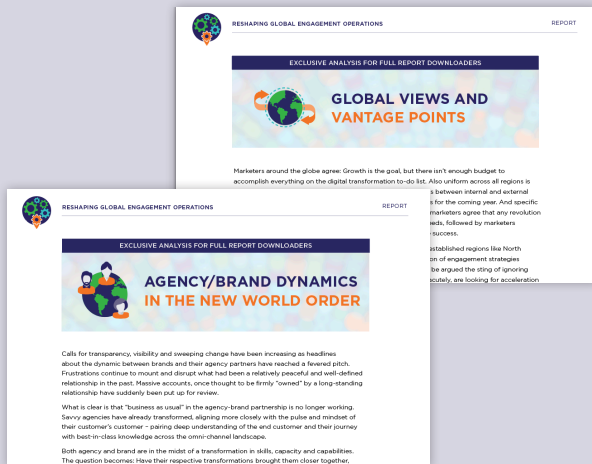 RESHAPING GLOBAL ENGAGEMENT OPERATIONS
REPORT
EXCLUSIVE ANALYSIS FOR FULL REPORT DOWNLOADERS
GLOBAL VIEWS AND
VANTAGE POINTS
Marketers around the globe agree: Growth is the goal, but there isn't enough budget to
accomplish everything on the digital transformation to-do list. Also uniform across all regions is
s between internal and external
s for the coming year. And specific
marketers agree that any revolution
eds, followed by marketers
success.
established regions like North
on of engagement strategies
be argued the sting of ignoring
acutely, are looking for acceleration
RESHAPING GLOBAL ENGAGEMENT OPERATIONS
REPORT
EXCLUSIVE ANALYSIS FOR FULL REPORT DOWNLOADERS
AGENCY/BRAND DYNAMICS
IN THE NEW WORLD ORDER
Calls for transparency, visibility and sweeping change have been increasing as headlines
about the dynamic between brands and their agency partners have reached a fevered pitch.
Frustrations continue to mount and disrupt what had been a relatively peaceful and well-defined
relationship in the past. Massive accounts, once thought to be firmly "owned" by a long-standing
relationship have suddenly been put up for review.
What is clear is that "business as usual" in the agency-brand partnership is no longer working.
Savvy agencies have already transformed, aligning more closely with the pulse and mindset of
their customer's customer – pairing deep understanding of the end customer and their journey
with best-in-class knowledge across the omni-channel landscape.
Both agency and brand are in the midst of a transformation in skills, capacity and capabilities.
The question becomes: Have their respective transformations brought them closer together,